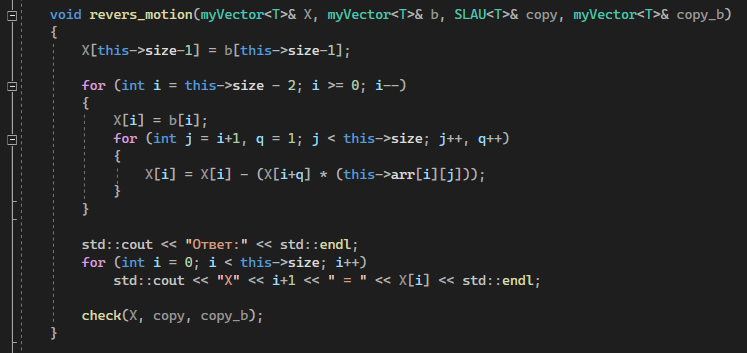 void revers_motion(myVector<T>& X, myVector<T>& b, SLAU<T>& copy, myVector<T>& copy_b)
{
    X[this->size-1] = b[this->size-1];

    for (int i = this->size - 2; i >= 0; i--)
    {
        X[i] = b[i];
        for (int j = i+1, q = 1; j < this->size; j++, q++)
        {
            X[i] = X[i] - (X[i+q] * (this->arr[i][j]));
        }
    }

    std::cout << "Ответ:" << std::endl;
    for (int i = 0; i < this->size; i++)
        std::cout << "X" << i+1 << " = " << X[i] << std::endl;

    check(X, copy, copy_b);
}